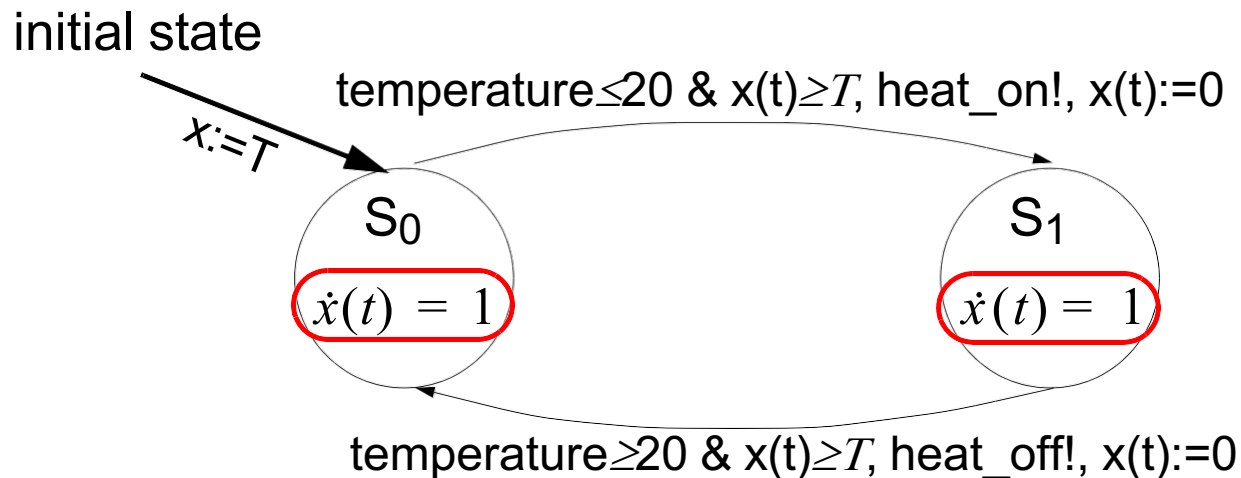 initial state
temperature≤20 & x(t)≥T, heat_on!, x(t):=0
x:=T
S₀
S₁
ẋ(t) = 1
ẋ(t) = 1
temperature≥20 & x(t)≥T, heat_off!, x(t):=0